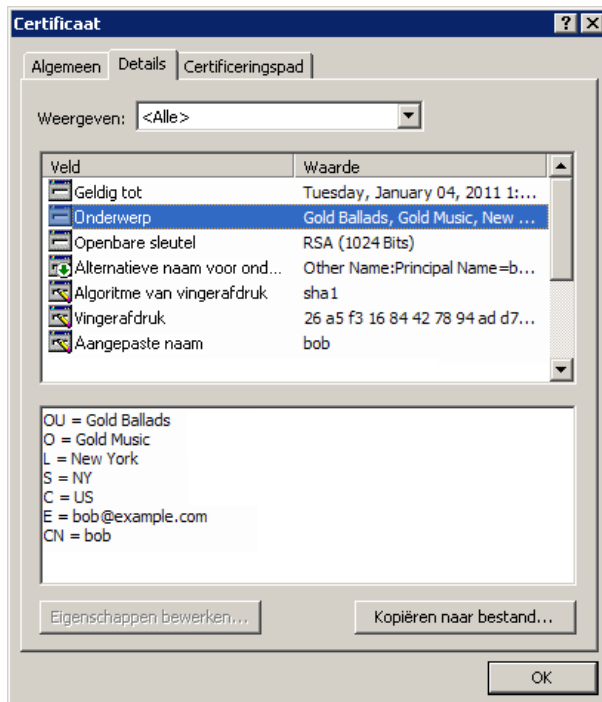 Certificaat
Algemeen Details Certificeringspad
Weergeven: <Alle>
Veld Waarde
Geldig tot Tuesday, January 04, 2011 1:...
Onderwerp Gold Ballads, Gold Music, New ...
Openbare sleutel RSA (1024 Bits)
Alternatieve naam voor ond... Other Name:Principal Name=b...
Algoritme van vingerafdruk sha1
Vingerafdruk 26 a5 f3 16 84 42 78 94 ad d7...
Aangepaste naam bob
OU = Gold Ballads
O = Gold Music
L = New York
S = NY
C = US
E = bob@example.com
CN = bob
Eigenschappen bewerken... Kopiëren naar bestand...
OK